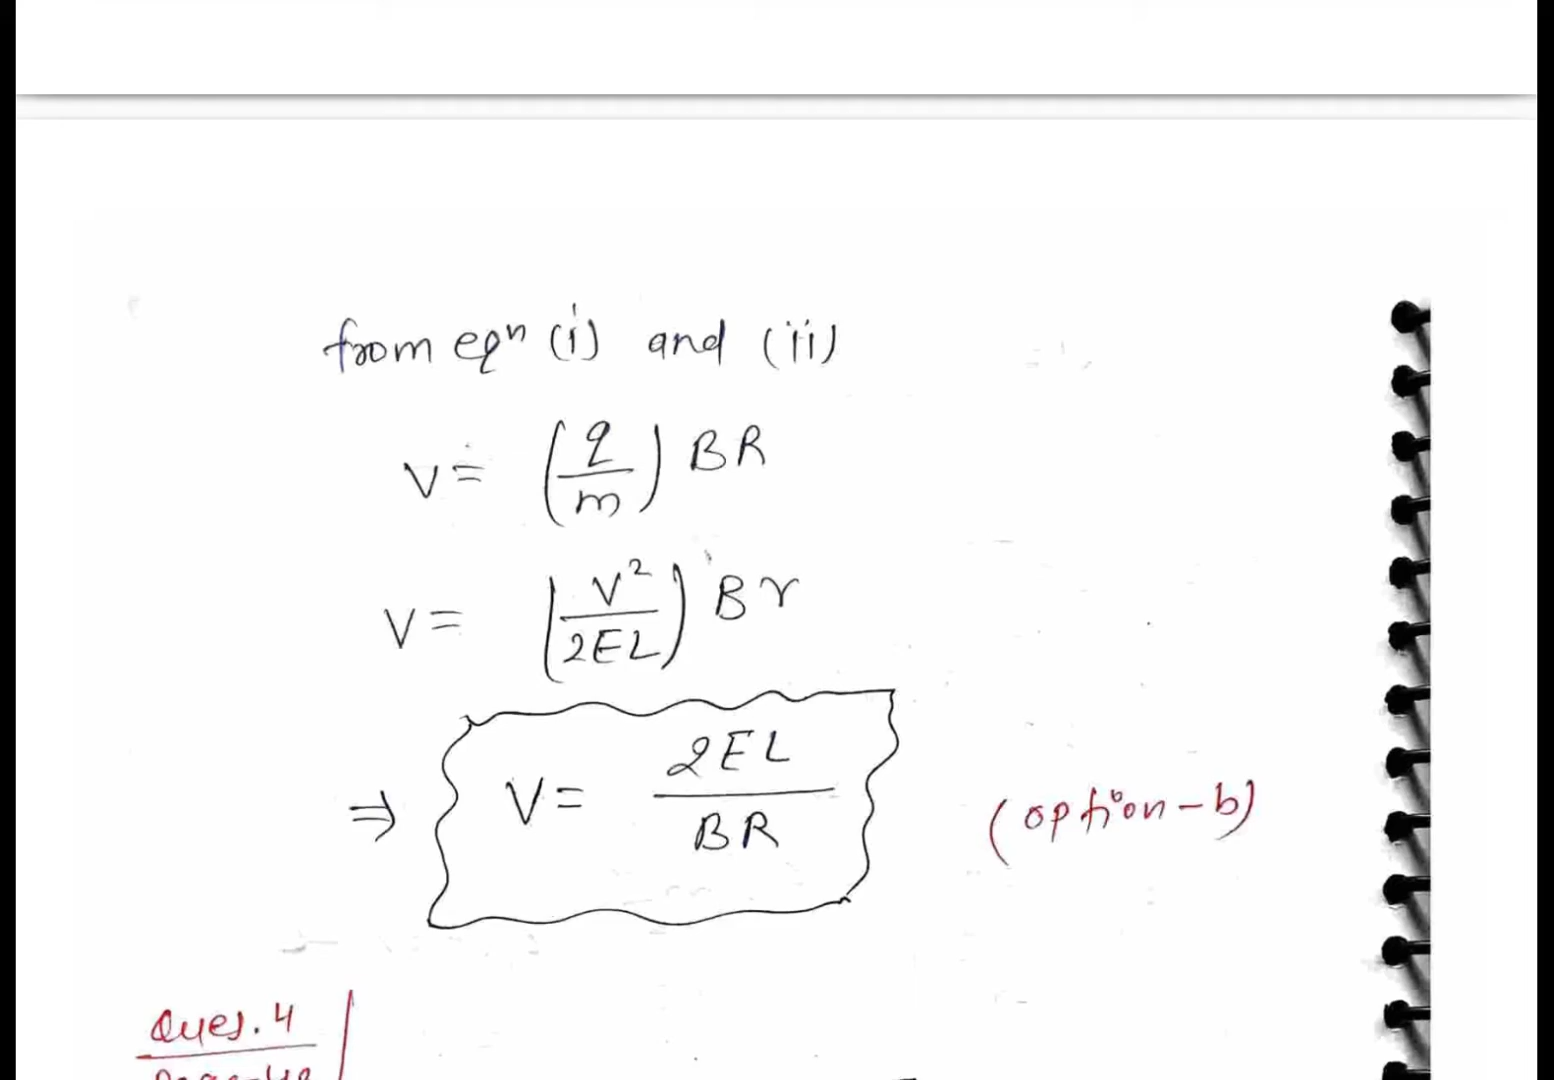 from eqn (i) and (ii)
V = (q/m) BR
V = (V²/2EL) Br
⇒ V = 2EL/BR (option-b)
Ques. 4